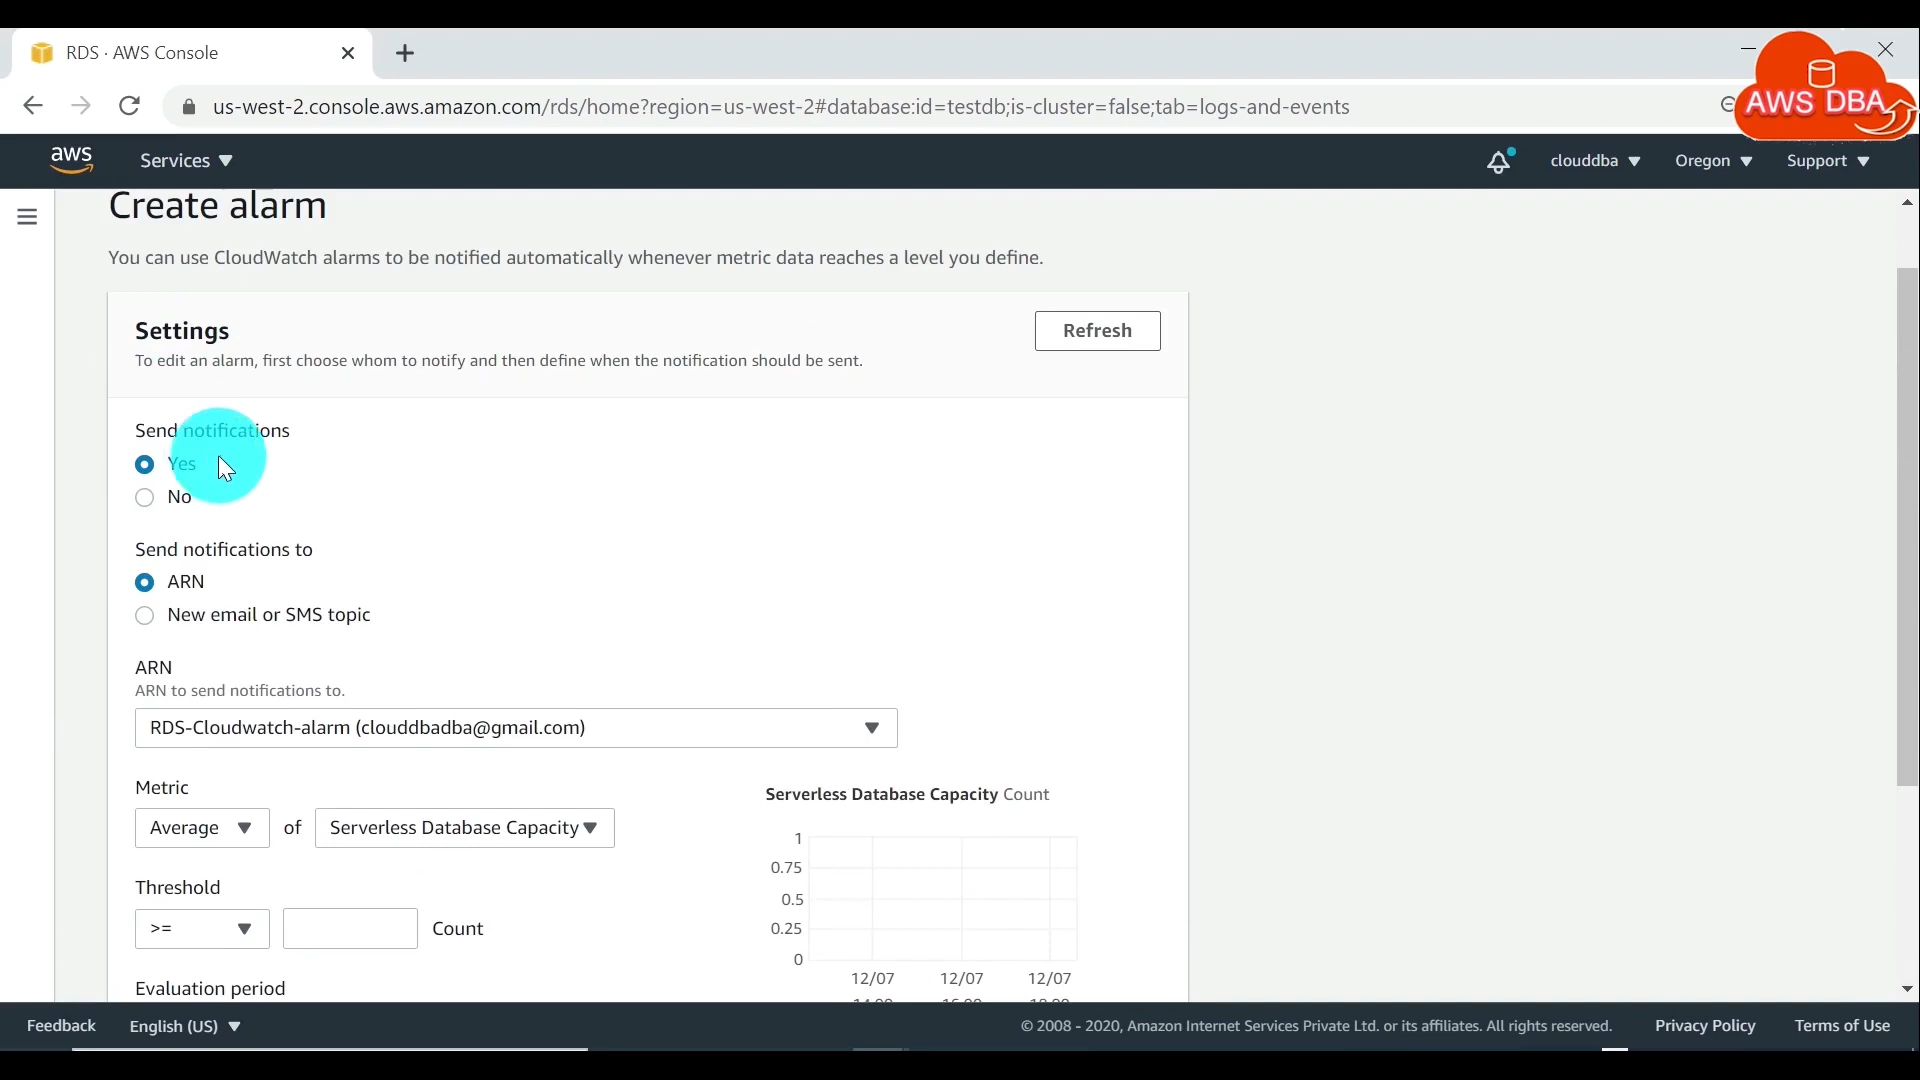 RDS · AWS Console
us-west-2.console.aws.amazon.com/rds/home?region=us-west-2#database:id=testdb;is-cluster=false;tab=logs-and-events
AWS DBA
aws
Services
clouddba
Oregon
Support
Create alarm
You can use CloudWatch alarms to be notified automatically whenever metric data reaches a level you define.
Settings
Refresh
To edit an alarm, first choose whom to notify and then define when the notification should be sent.
Send notifications
Yes
No
Send notifications to
ARN
New email or SMS topic
ARN
ARN to send notifications to.
RDS-Cloudwatch-alarm (clouddbadba@gmail.com)
Metric
Average of Serverless Database Capacity
Serverless Database Capacity Count
1
0.75
0.5
0.25
0
12/07 12/07 12/07
14:00 16:00 18:00
Threshold
>= Count
Evaluation period
Feedback
English (US)
© 2008 - 2020, Amazon Internet Services Private Ltd. or its affiliates. All rights reserved.
Privacy Policy
Terms of Use